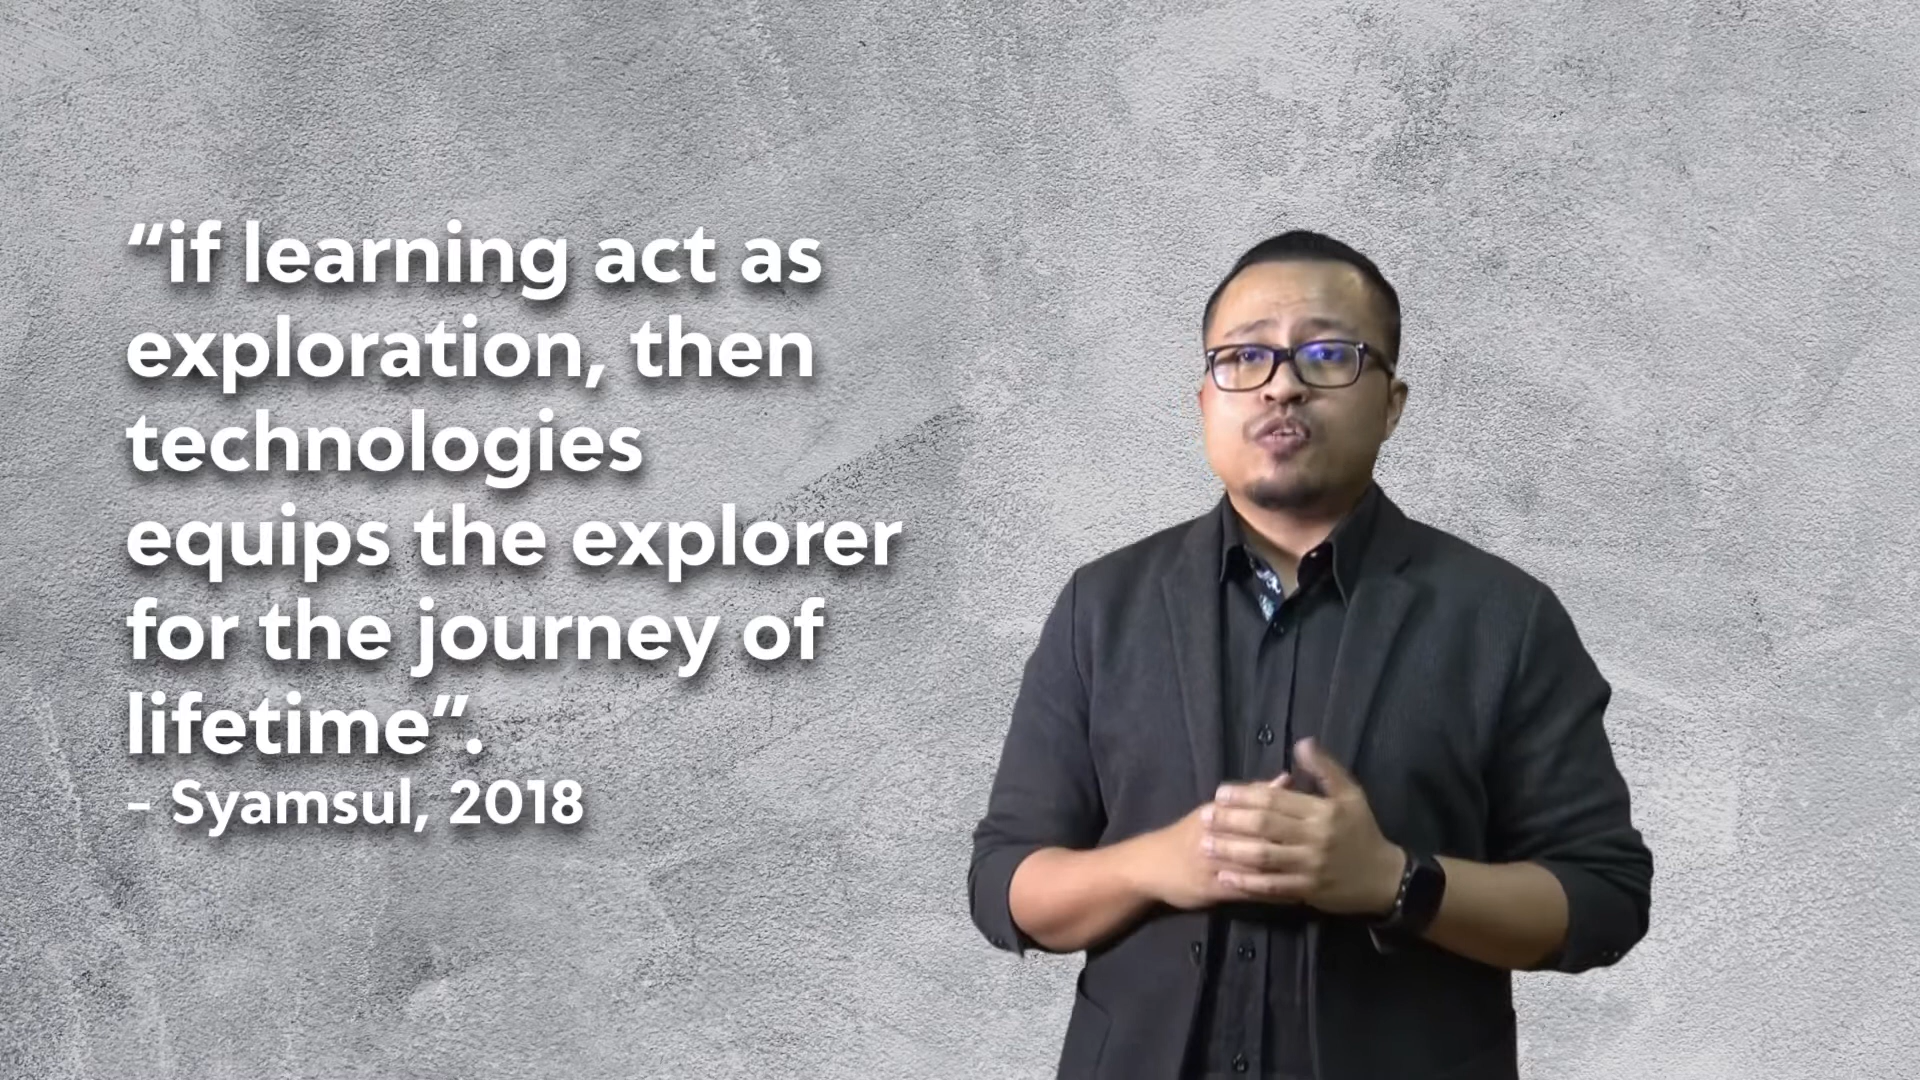 “if learning act as
exploration, then
technologies
equips the explorer
for the journey of
lifetime”.
- Syamsul, 2018